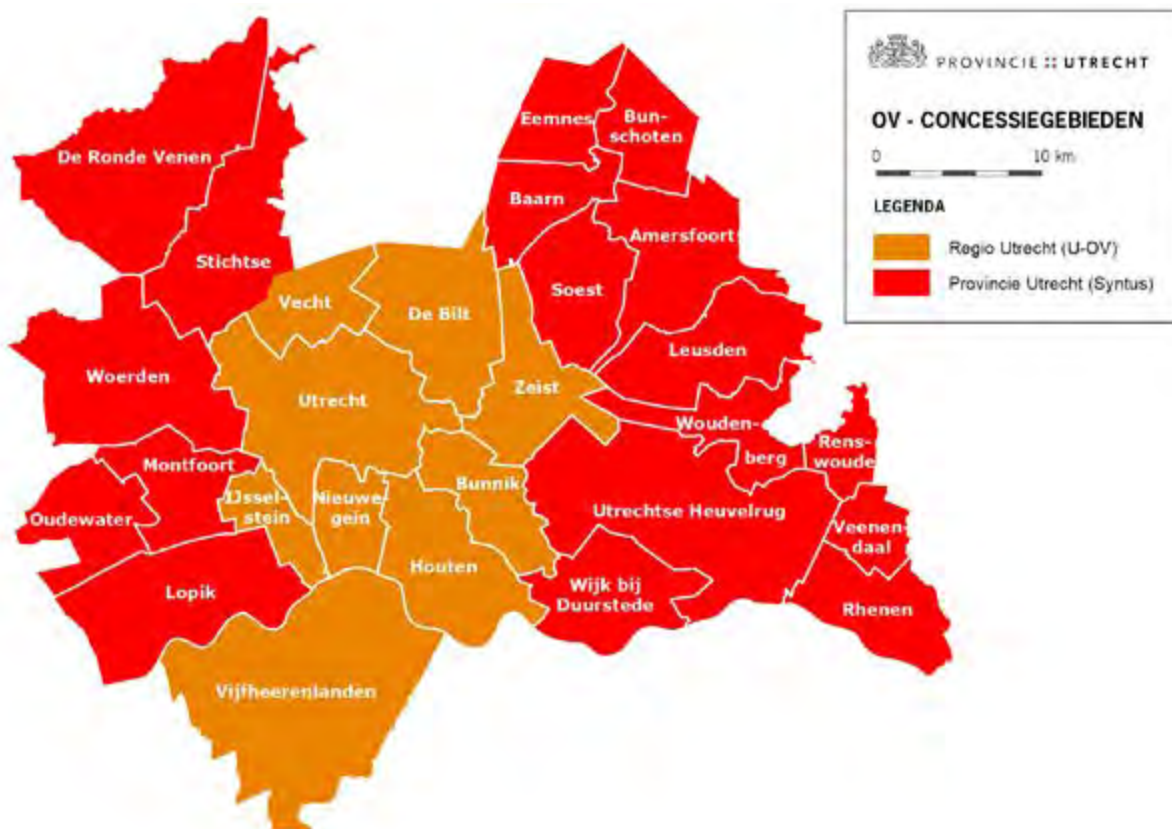 PROVINCIE :: UTRECHT
OV - CONCESSIEGEBIEDEN
0 10 km
LEGENDA
Regio Utrecht (U-OV)
Provincie Utrecht (Syntus)
Eemnes
Bun-
schoten
De Ronde Venen
Baarn
Amersfoort
Stichtse
Soest
Vecht
De Bilt
Leusden
Woerden
Zeist
Utrecht
Wouden-
berg
Rens-
woude
Montfoort
Bunnik
IJssel-
stein
Nieuwe-
gein
Utrechtse Heuvelrug
Oudewater
Veenen-
daal
Houten
Lopik
Wijk bij
Duurstede
Rhenen
Vijfheerenlanden